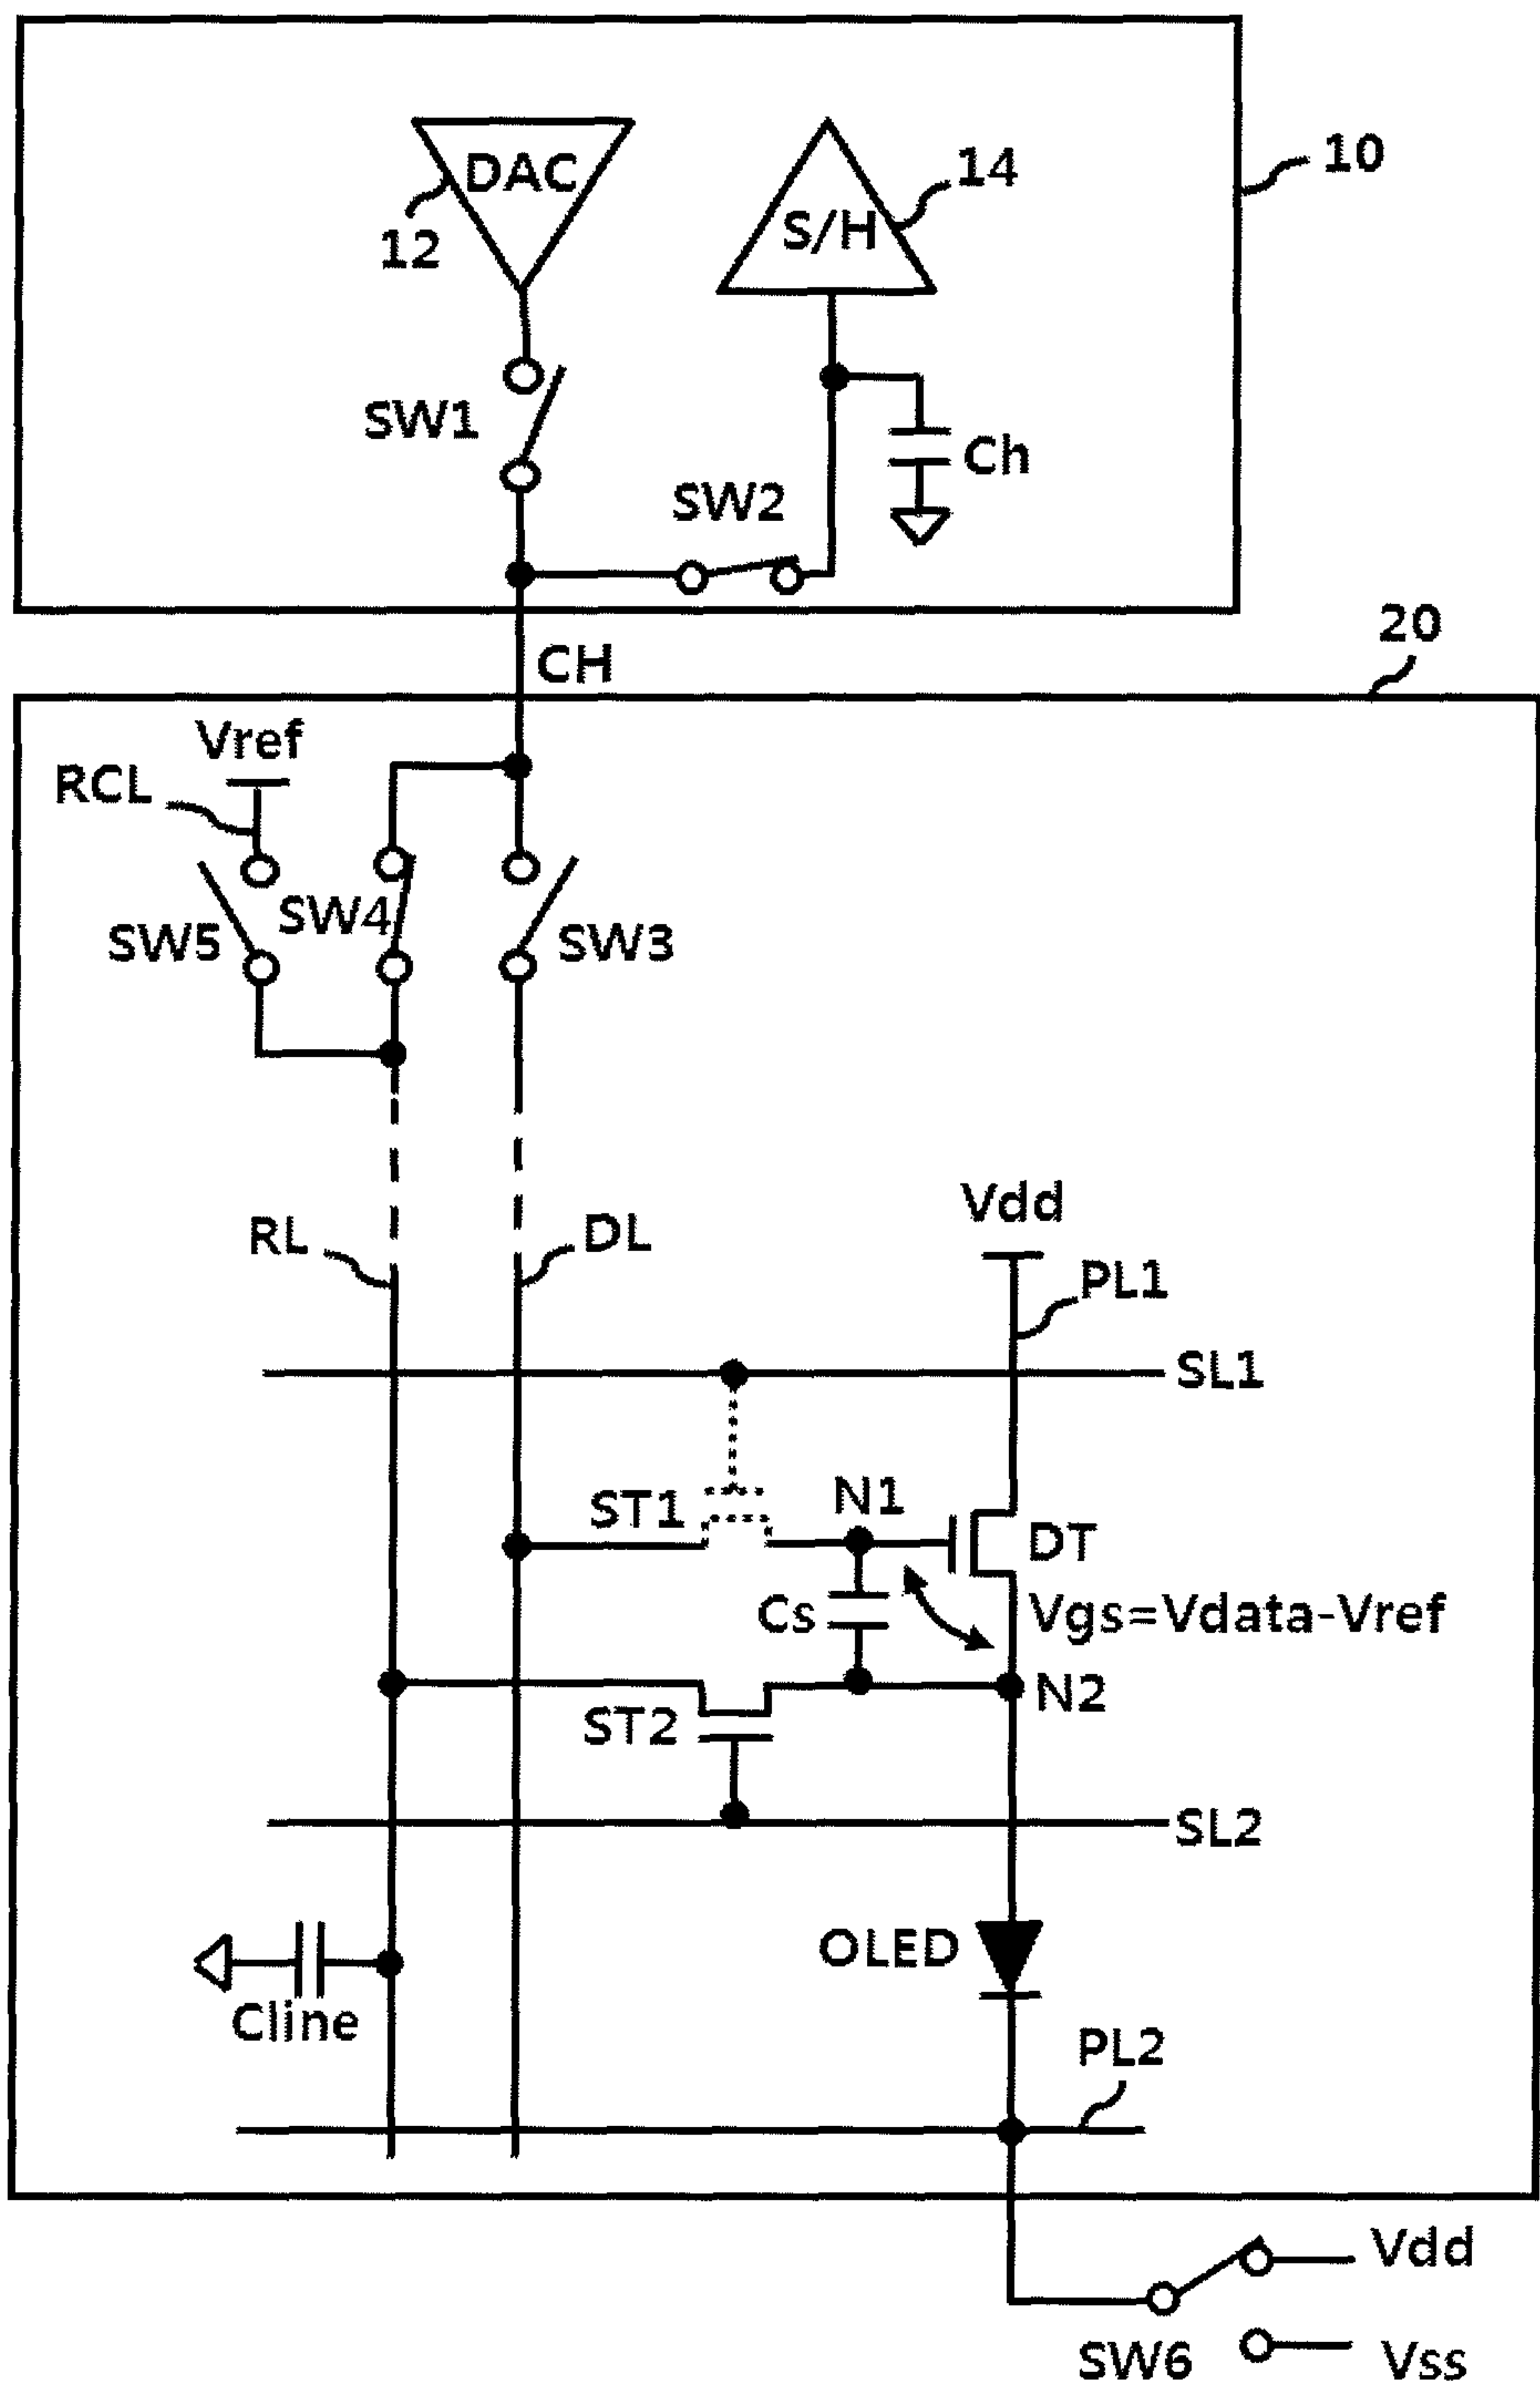 DAC
12
S/H
14
10
SW1
Ch
SW2
CH
20
Vref
RCL
SW5
SW4
SW3
RL
DL
Vdd
PL1
SL1
ST1
N1
DT
Cs
Vgs=Vdata-Vref
ST2
N2
SL2
OLED
Cline
PL2
SW6
Vdd
Vss